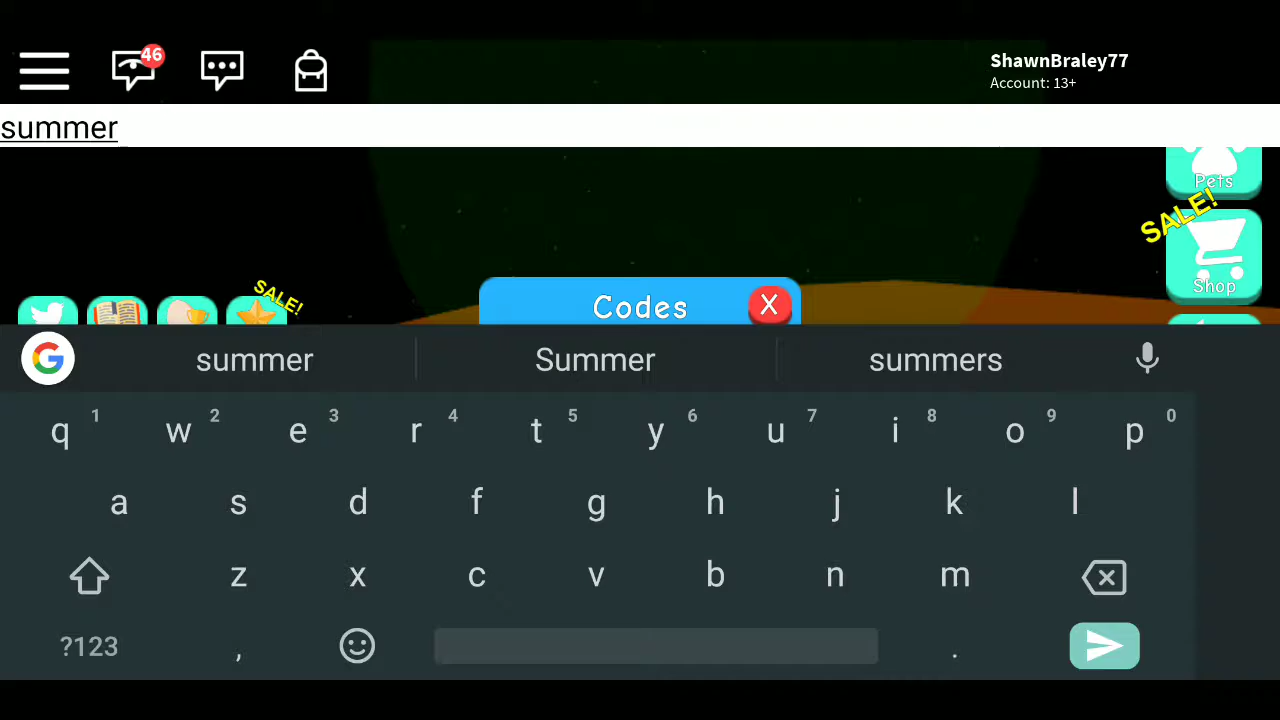 46
ShawnBraley77
Account: 13+
summer
Pets
SALE!
Shop
SALE!
Codes
X
G
summer Summer summers
q 1 w 2 e 3 r 4 t 5 y 6 u 7 i 8 o 9 p 0
a s d f g h j k l
z x c v b n m
?123 , .